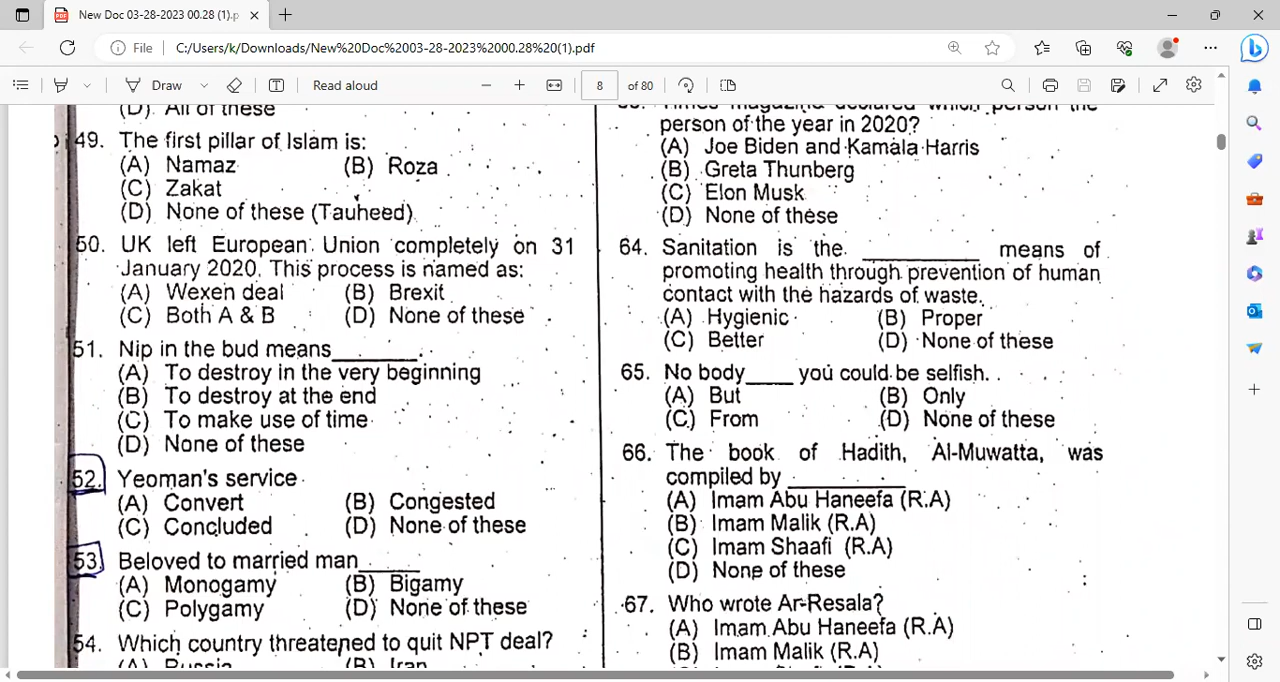 New Doc 03-28-2023 00.28 (1).p
File
C:/Users/k/Downloads/New%20Doc%2003-28-2023%2000.28%20(1).pdf
Draw
Read aloud
8
of 80
(D) All of these
49. The first pillar of Islam is:
(A) Namaz (B) Roza
(C) Zakat
(D) None of these (Tauheed)
50. UK left European Union completely on 31
January 2020. This process is named as:
(A) Wexen deal (B) Brexit
(C) Both A & B (D) None of these
51. Nip in the bud means________.
(A) To destroy in the very beginning
(B) To destroy at the end
(C) To make use of time
(D) None of these
52. Yeoman's service
(A) Convert (B) Congested
(C) Concluded (D) None of these
53. Beloved to married man_____
(A) Monogamy (B) Bigamy
(C) Polygamy (D) None of these
54. Which country threatened to quit NPT deal?
(A) Russia (B) Iran
Times magazine declared which person the
person of the year in 2020?
(A) Joe Biden and Kamala Harris
(B) Greta Thunberg
(C) Elon Musk
(D) None of these
64. Sanitation is the __________ means of
promoting health through prevention of human
contact with the hazards of waste.
(A) Hygienic (B) Proper
(C) Better (D) None of these
65. No body____ you could be selfish.
(A) But (B) Only
(C) From (D) None of these
66. The book of Hadith, Al-Muwatta, was
compiled by __________
(A) Imam Abu Haneefa (R.A)
(B) Imam Malik (R.A)
(C) Imam Shaafi (R.A)
(D) None of these
67. Who wrote Ar-Resala?
(A) Imam Abu Haneefa (R.A)
(B) Imam Malik (R.A)